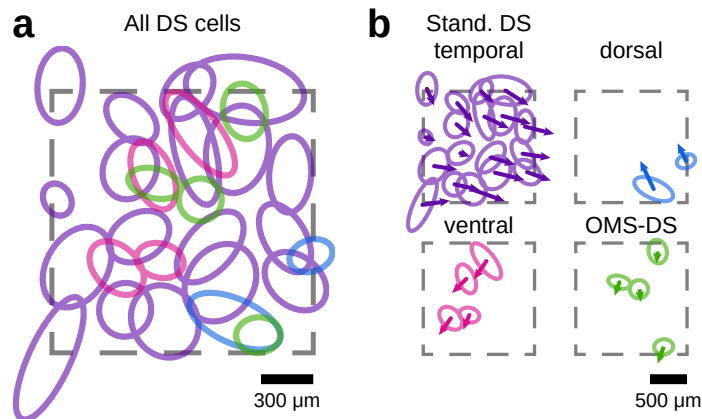 a
All DS cells
300 µm
b
Stand. DS
temporal
dorsal
ventral
OMS-DS
500 µm